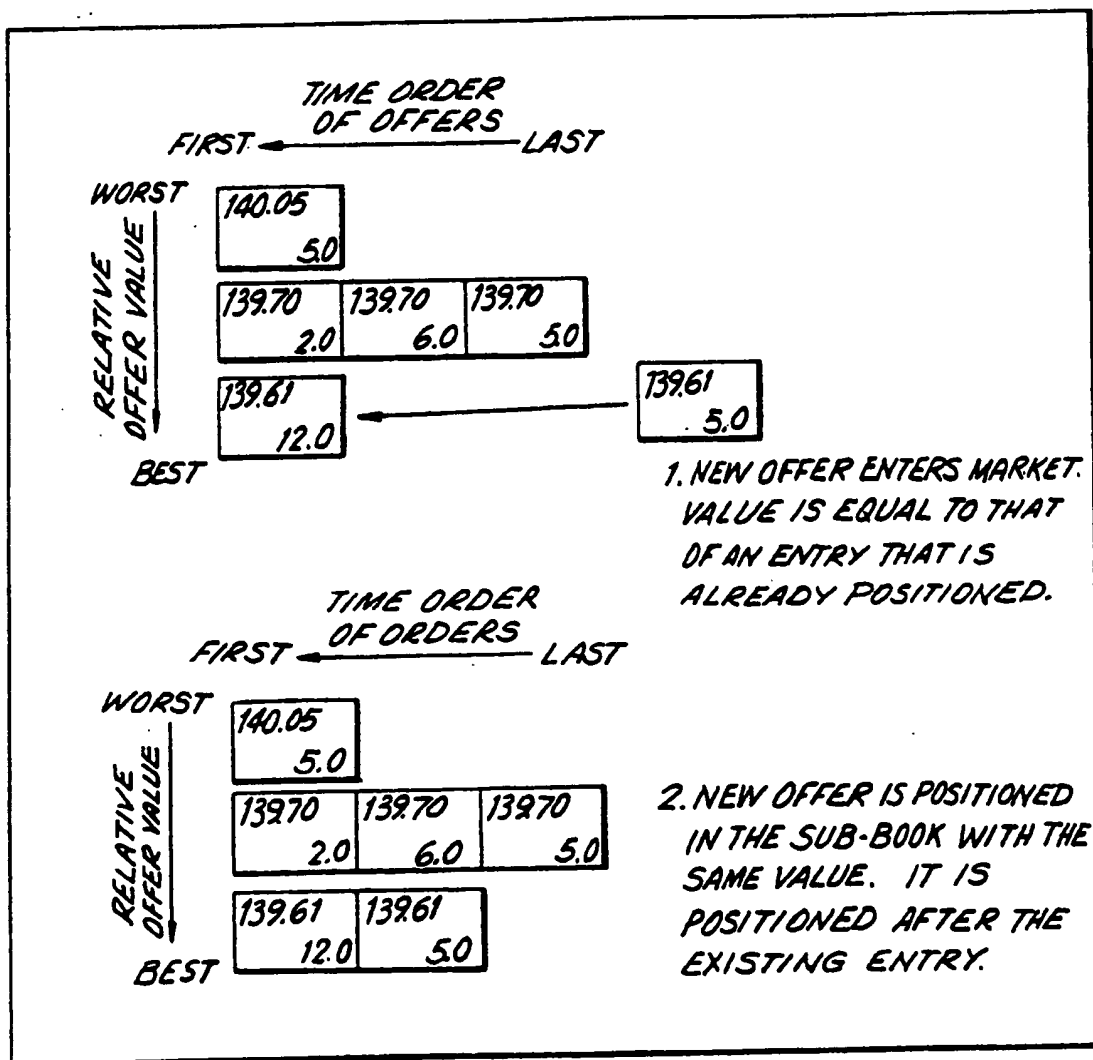 TIME ORDER
OF OFFERS
FIRST LAST
WORST
RELATIVE
OFFER VALUE
BEST
140.05
5.0
139.70 139.70 139.70
2.0 6.0 5.0
139.61
12.0
139.61
5.0
1. NEW OFFER ENTERS MARKET.
VALUE IS EQUAL TO THAT
OF AN ENTRY THAT IS
ALREADY POSITIONED.
TIME ORDER
OF ORDERS
FIRST LAST
WORST
RELATIVE
OFFER VALUE
BEST
140.05
5.0
139.70 139.70 139.70
2.0 6.0 5.0
139.61 139.61
12.0 5.0
2. NEW OFFER IS POSITIONED
IN THE SUB-BOOK WITH THE
SAME VALUE. IT IS
POSITIONED AFTER THE
EXISTING ENTRY.